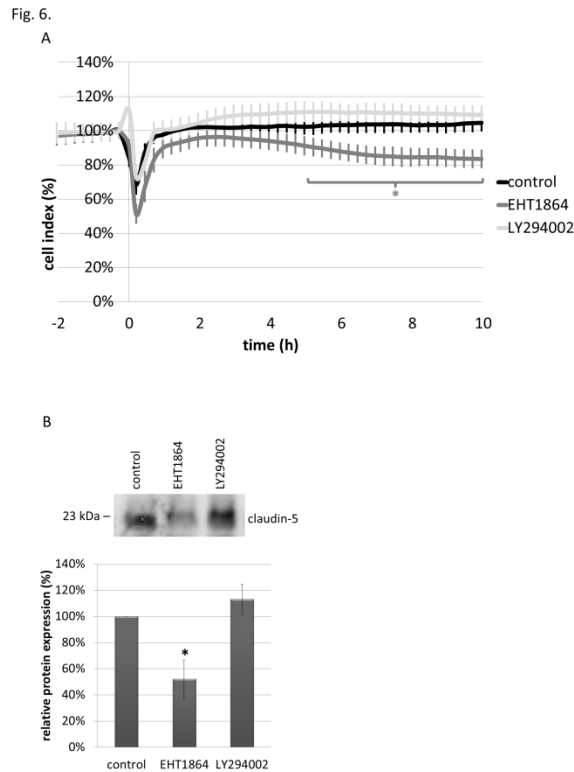 Fig. 6.
A
140%
120%
100%
80%
60%
40%
20%
0%
cell index (%)
-2 0 2 4 6 8 10
time (h)
*
control
EHT1864
LY294002
B
control EHT1864 LY294002
23 kDa –
claudin-5
140%
120%
100%
80%
60%
40%
20%
0%
relative protein expression (%)
*
control EHT1864 LY294002